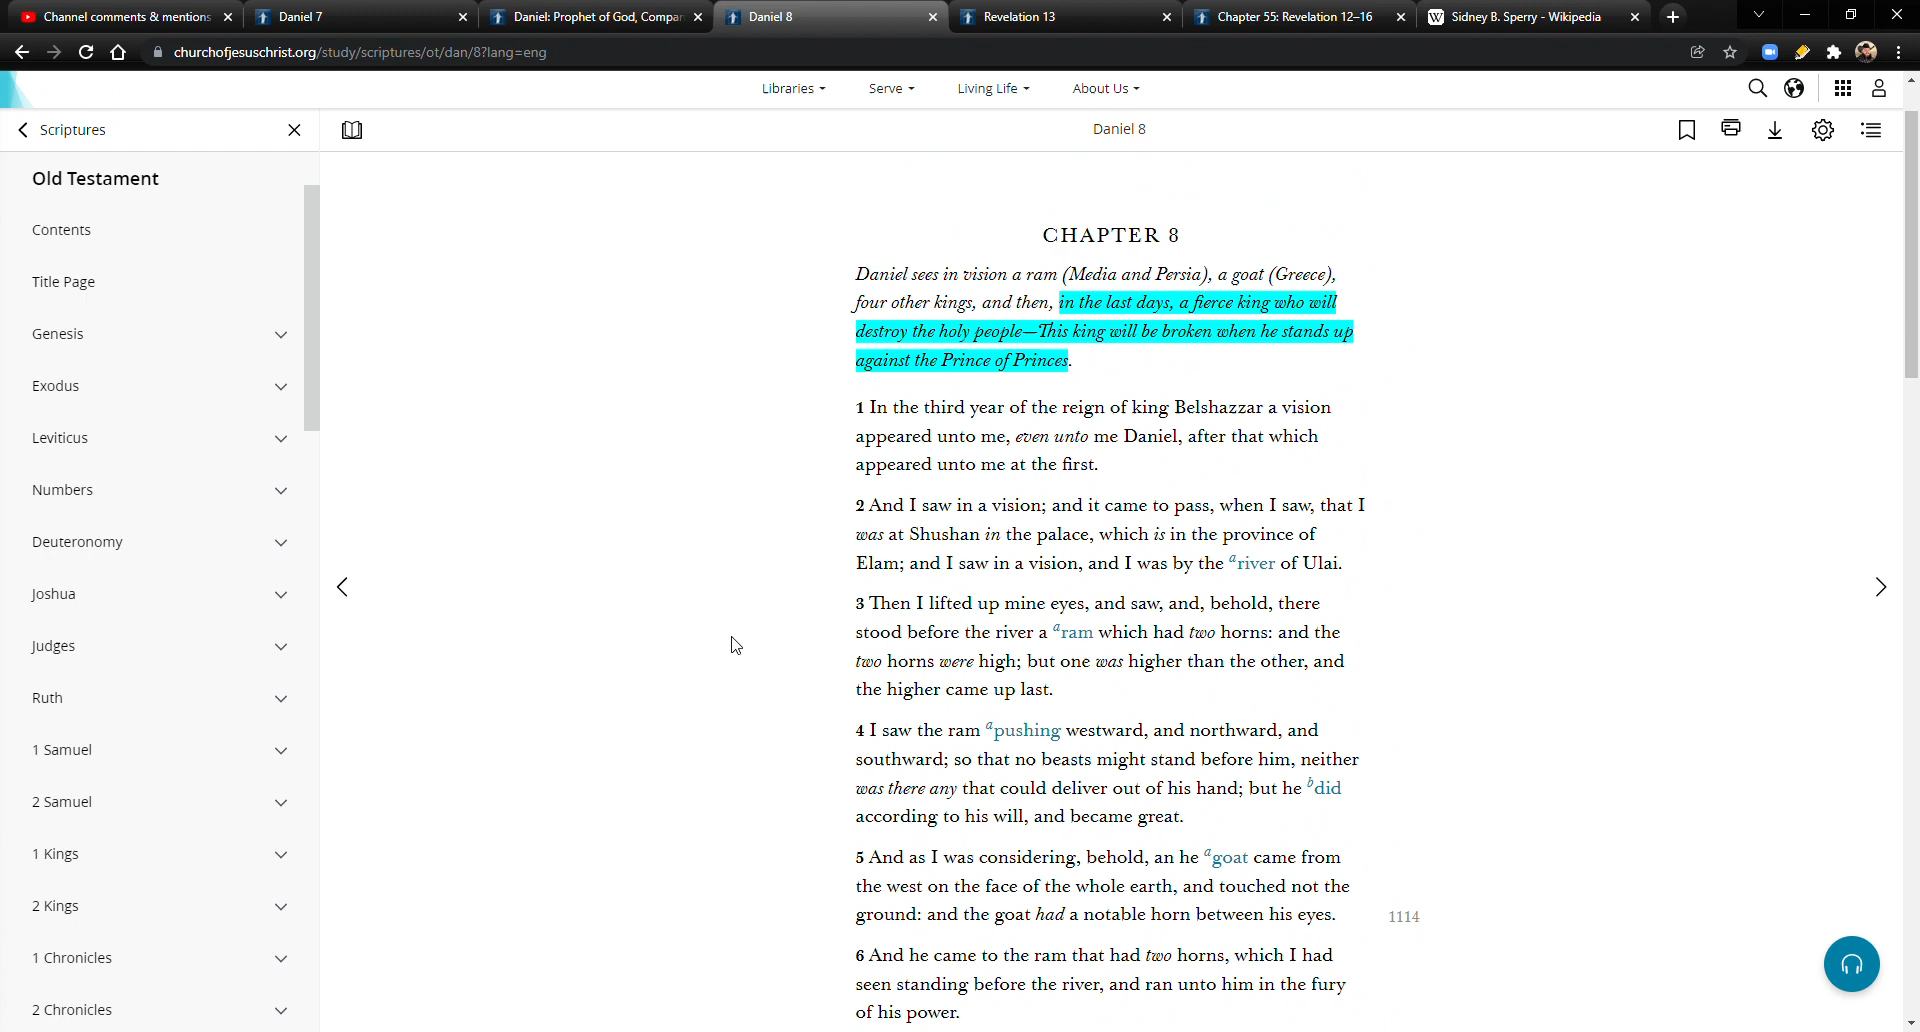 Channel comments & mentions
Daniel 7
Daniel: Prophet of God, Compan
Daniel 8
Revelation 13
Chapter 55: Revelation 12–16
W Sidney B. Sperry - Wikipedia
churchofjesuschrist.org/study/scriptures/ot/dan/8?lang=eng
Libraries
Serve
Living Life
About Us
Scriptures
Daniel 8
Old Testament
Contents
Title Page
Genesis
Exodus
Leviticus
Numbers
Deuteronomy
Joshua
Judges
Ruth
1 Samuel
2 Samuel
1 Kings
2 Kings
1 Chronicles
2 Chronicles
CHAPTER 8
Daniel sees in vision a ram (Media and Persia), a goat (Greece),
four other kings, and then, in the last days, a fierce king who will
destroy the holy people—This king will be broken when he stands up
against the Prince of Princes.
1 In the third year of the reign of king Belshazzar a vision
appeared unto me, even unto me Daniel, after that which
appeared unto me at the first.
2 And I saw in a vision; and it came to pass, when I saw, that I
was at Shushan in the palace, which is in the province of
Elam; and I saw in a vision, and I was by the a river of Ulai.
3 Then I lifted up mine eyes, and saw, and, behold, there
stood before the river a a ram which had two horns: and the
two horns were high; but one was higher than the other, and
the higher came up last.
4 I saw the ram a pushing westward, and northward, and
southward; so that no beasts might stand before him, neither
was there any that could deliver out of his hand; but he b did
according to his will, and became great.
5 And as I was considering, behold, an he a goat came from
the west on the face of the whole earth, and touched not the
ground: and the goat had a notable horn between his eyes.
1114
6 And he came to the ram that had two horns, which I had
seen standing before the river, and ran unto him in the fury
of his power.